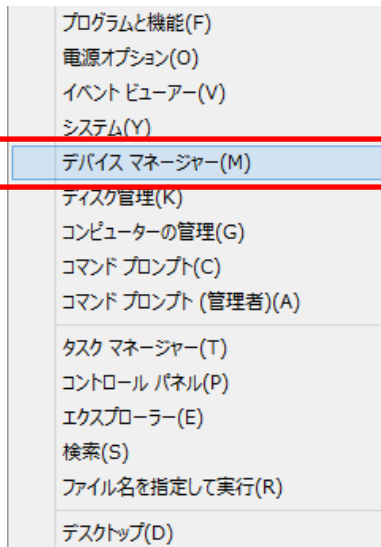 プログラムと機能(F)
電源オプション(O)
イベント ビューアー(V)
システム(Y)
デバイス マネージャー(M)
ディスク管理(K)
コンピューターの管理(G)
コマンド プロンプト(C)
コマンド プロンプト (管理者)(A)
タスク マネージャー(T)
コントロール パネル(P)
エクスプローラー(E)
検索(S)
ファイル名を指定して実行(R)
デスクトップ(D)